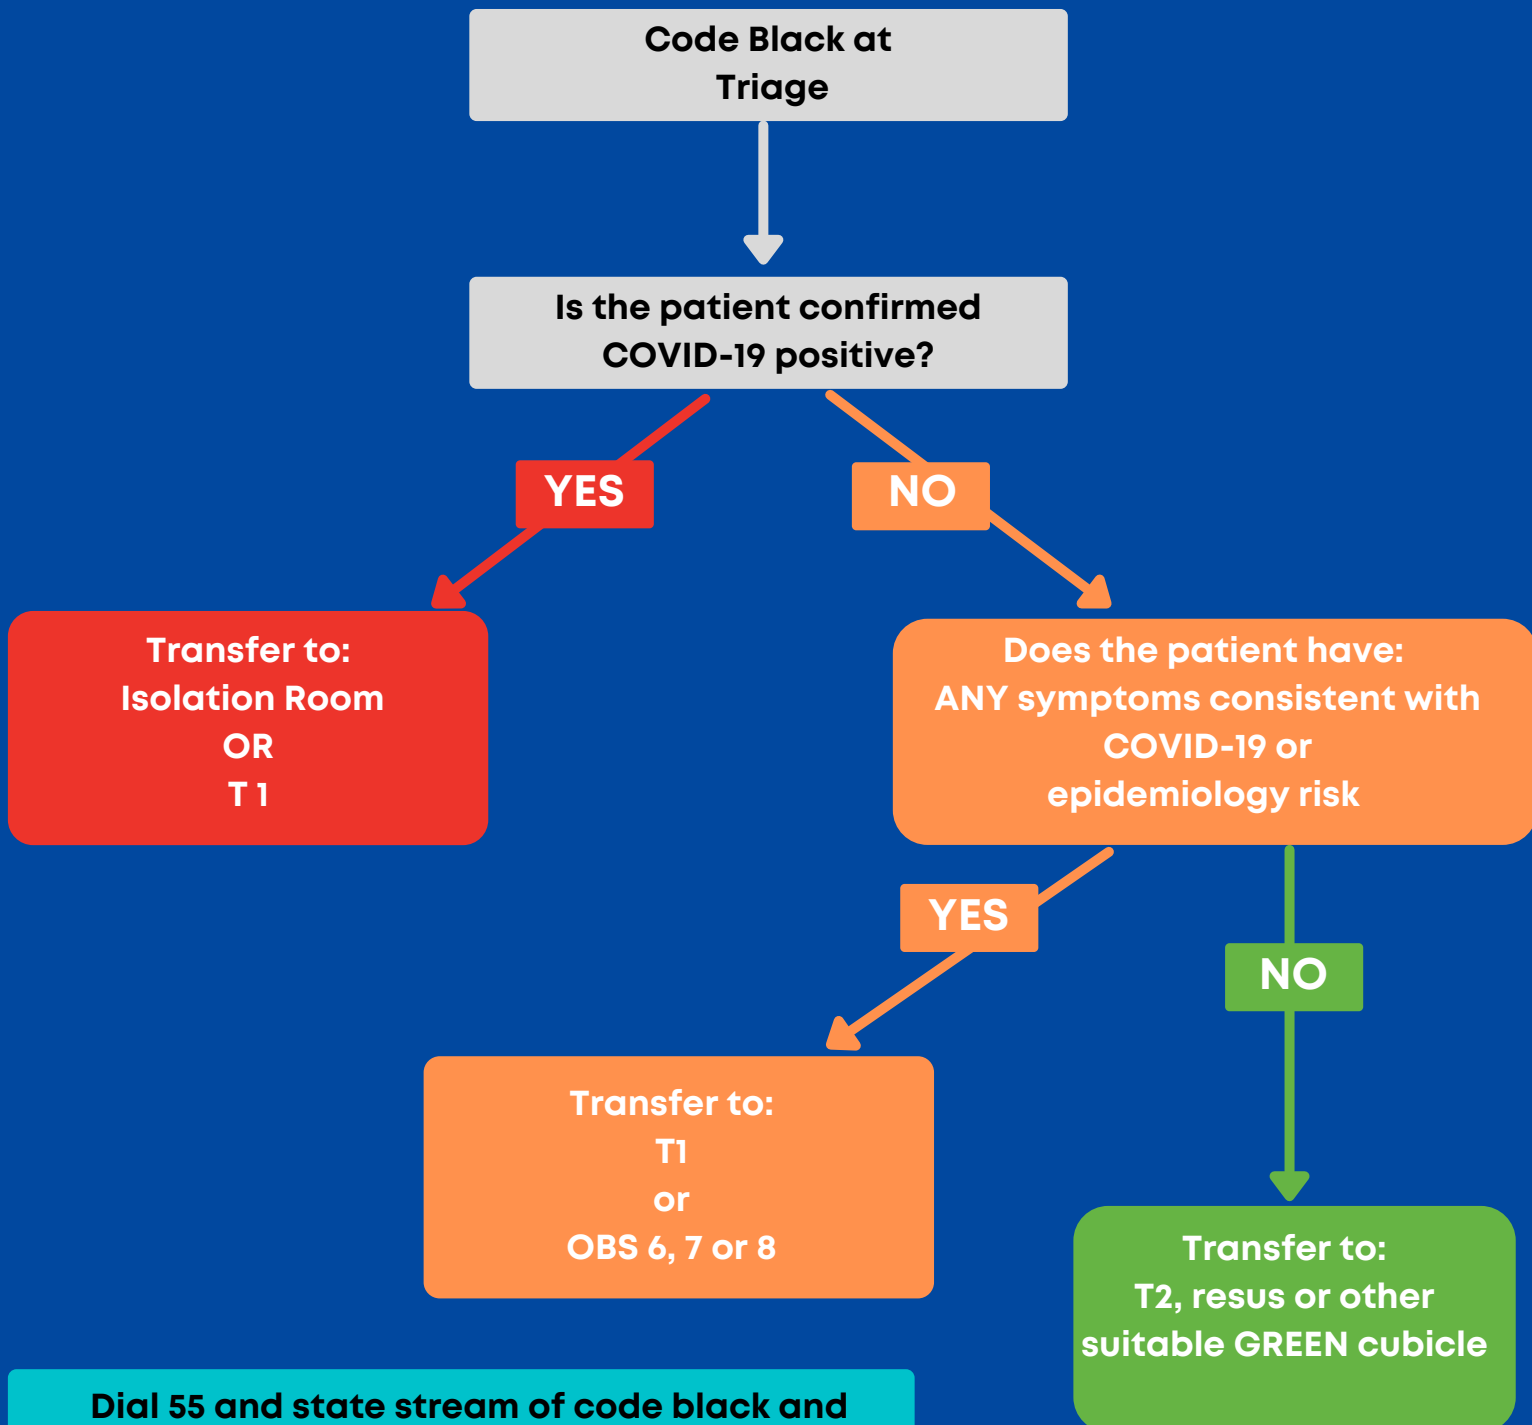 Code Black at
Triage
Is the patient confirmed
COVID-19 positive?
YES
NO
Transfer to:
Isolation Room
OR
T 1
Does the patient have:
ANY symptoms consistent with
COVID-19 or
epidemiology risk
YES
NO
Transfer to:
T1
or
OBS 6, 7 or 8
Transfer to:
T2, resus or other
suitable GREEN cubicle
Dial 55 and state stream of code black and